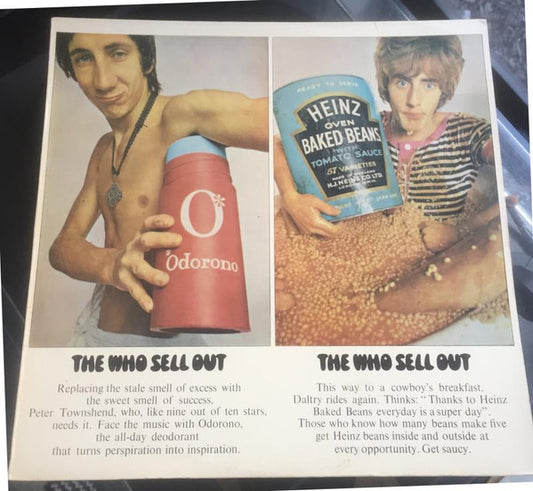 O*
Odorono
READY TO SERVE
HEINZ
OVEN
BAKED BEANS
WITH
TOMATO SAUCE
57 VARIETIES
MADE IN ENGLAND
H.J. HEINZ CO. LTD.
THE WHO SELL OUT
Replacing the stale smell of excess with
the sweet smell of success,
Peter Townshend, who, like nine out of ten stars,
needs it. Face the music with Odorono,
the all-day deodorant
that turns perspiration into inspiration.
THE WHO SELL OUT
This way to a cowboy's breakfast.
Daltry rides again. Thinks: "Thanks to Heinz
Baked Beans everyday is a super day".
Those who know how many beans make five
get Heinz beans inside and outside at
every opportunity. Get saucy.